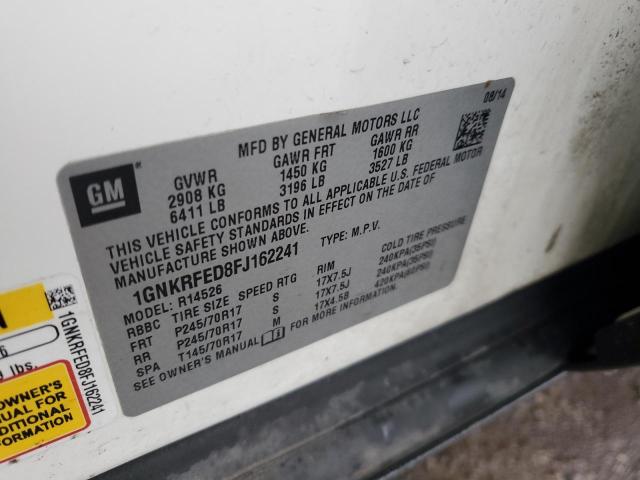 08/14
GM
MFD BY GENERAL MOTORS LLC
GVWR GAWR FRT GAWR RR
2908 KG 1450 KG 1600 KG
6411 LB 3196 LB 3527 LB
THIS VEHICLE CONFORMS TO ALL APPLICABLE U.S. FEDERAL MOTOR
VEHICLE SAFETY STANDARDS IN EFFECT ON THE DATE OF
MANUFACTURE SHOWN ABOVE.
1GNKRFED8FJ162241 TYPE: M.P.V.
MODEL: R14526
RBBC TIRE SIZE SPEED RTG RIM COLD TIRE PRESSURE
FRT P245/70R17 S 17X7.5J 240KPA(35PSI)
RR P245/70R17 S 17X7.5J 240KPA(35PSI)
SPA T145/70R17 M 17X4.5B 420KPA(60PSI)
SEE OWNER'S MANUAL FOR MORE INFORMATION.
N
1GNKRFED8FJ162241
6
lbs.
OWNER'S
MANUAL FOR
ADDITIONAL
INFORMATION